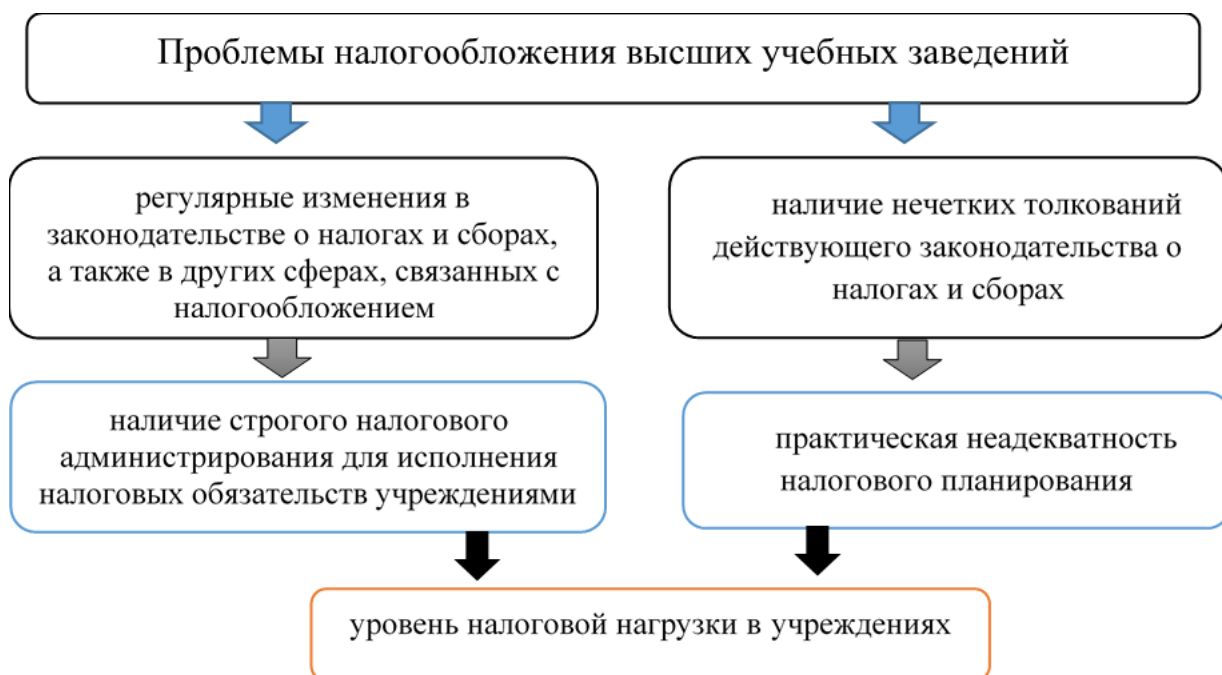 Проблемы налогообложения высших учебных заведений
регулярные изменения в
законодательстве о налогах и сборах,
а также в других сферах, связанных с
налогообложением
наличие нечетких толкований
действующего законодательства о
налогах и сборах
наличие строгого налогового
администрирования для исполнения
налоговых обязательств учреждениями
практическая неадекватность
налогового планирования
уровень налоговой нагрузки в учреждениях